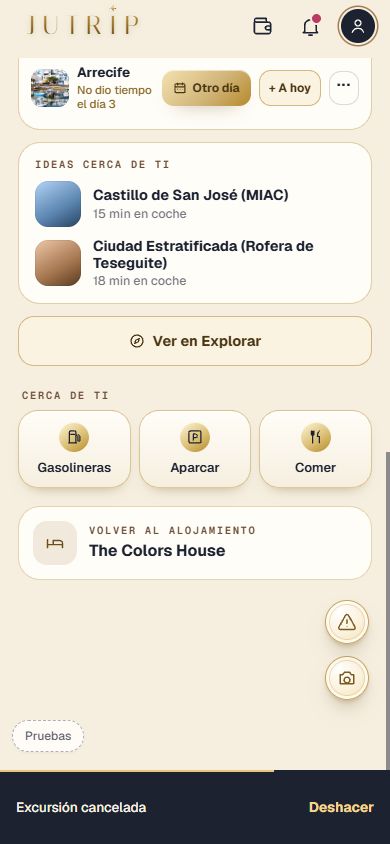 JUTRIP
Arrecife
No dio tiempo
el día 3
Otro día
+ A hoy
...
IDEAS CERCA DE TI
Castillo de San José (MIAC)
15 min en coche
Ciudad Estratificada (Rofera de
Teseguite)
18 min en coche
Ver en Explorar
CERCA DE TI
Gasolineras
Aparcar
Comer
VOLVER AL ALOJAMIENTO
The Colors House
Pruebas
Excursión cancelada
Deshacer